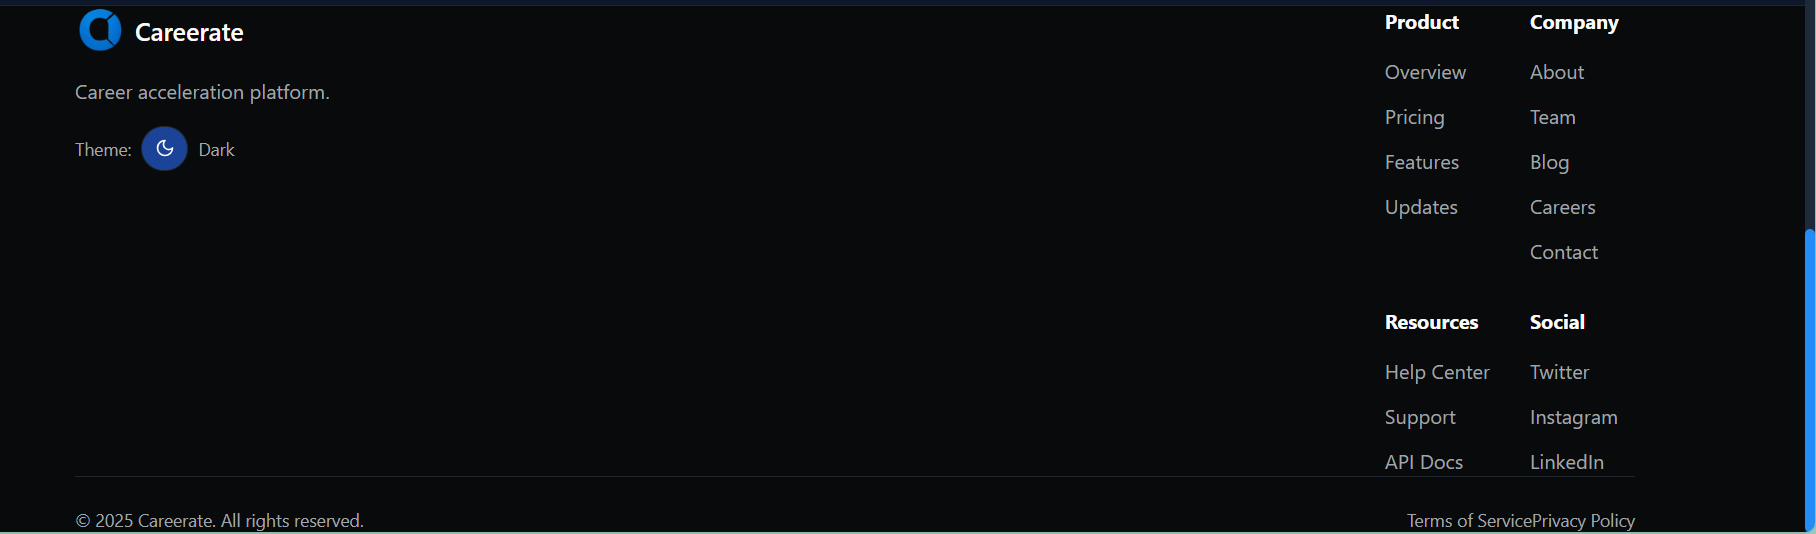 Careerate
Career acceleration platform.
Theme: Dark
Product
Overview
Pricing
Features
Updates
Company
About
Team
Blog
Careers
Contact
Resources
Help Center
Support
API Docs
Social
Twitter
Instagram
LinkedIn
© 2025 Careerate. All rights reserved.
Terms of ServicePrivacy Policy